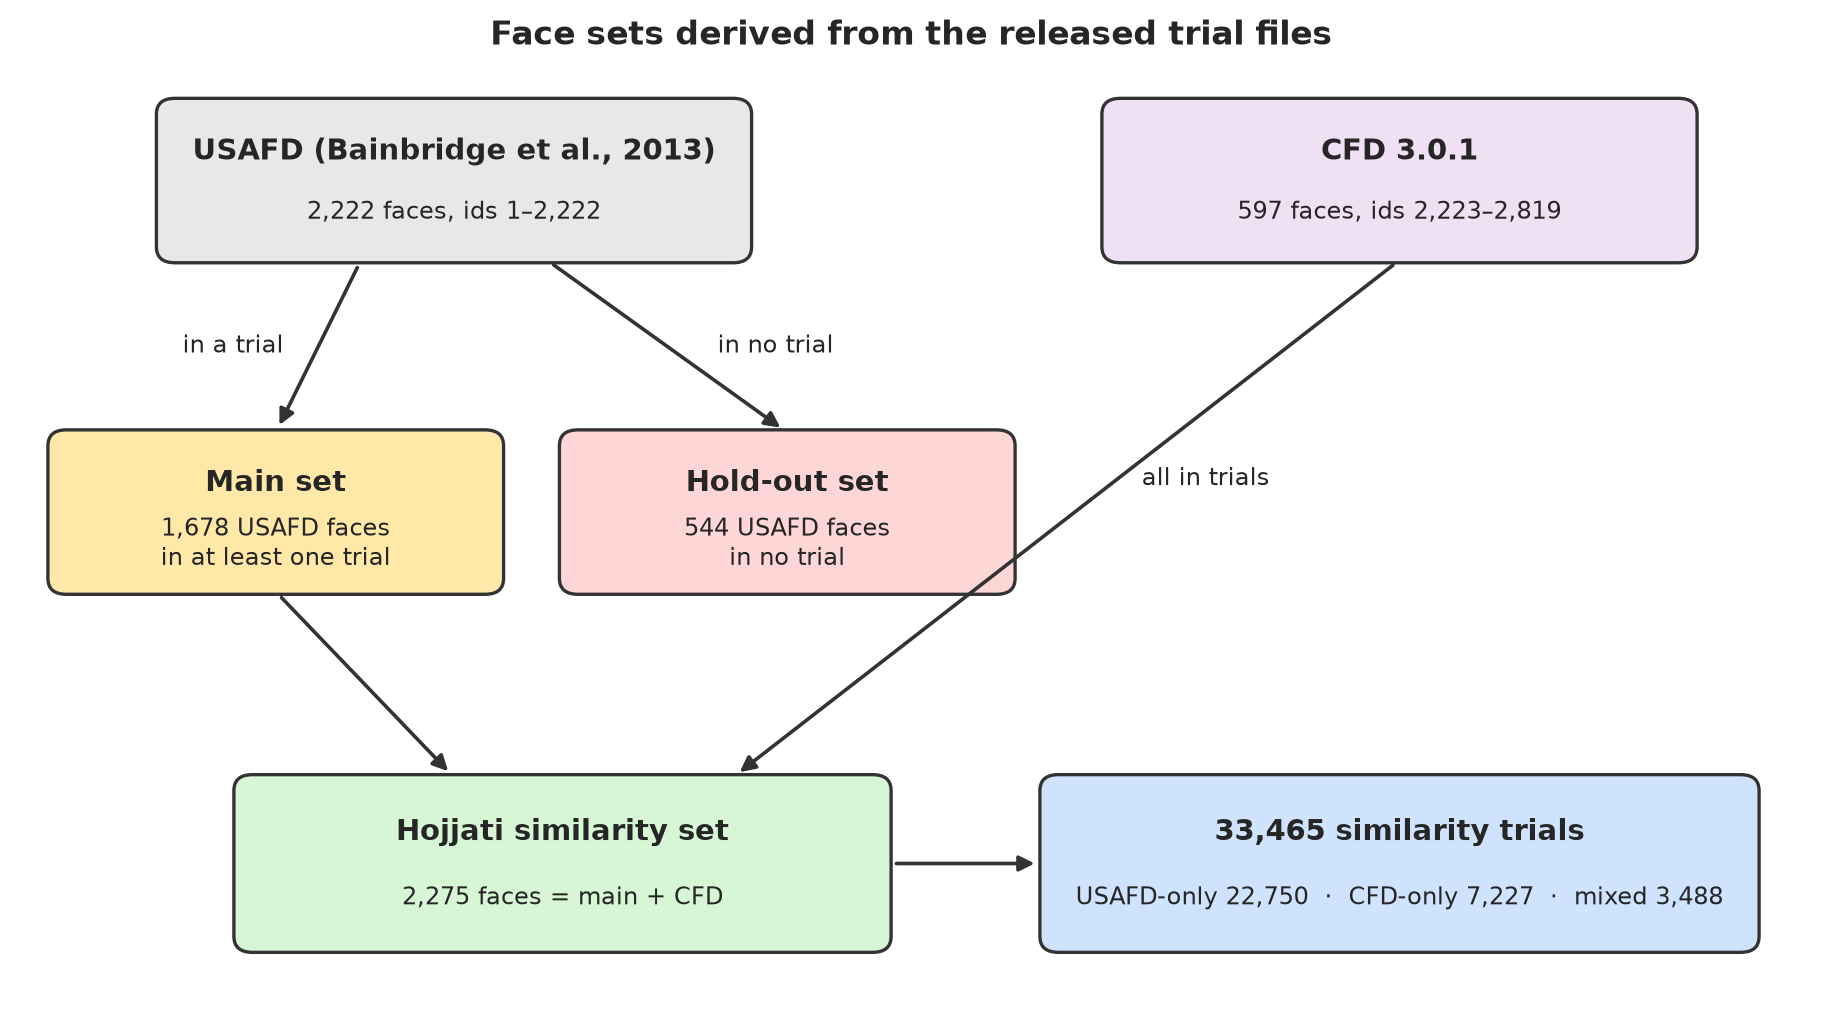 Face sets derived from the released trial files
USAFD (Bainbridge et al., 2013)
2,222 faces, ids 1–2,222
CFD 3.0.1
597 faces, ids 2,223–2,819
in a trial
in no trial
Main set
1,678 USAFD faces
in at least one trial
Hold-out set
544 USAFD faces
in no trial
all in trials
Hojjati similarity set
2,275 faces = main + CFD
33,465 similarity trials
USAFD-only 22,750 · CFD-only 7,227 · mixed 3,488